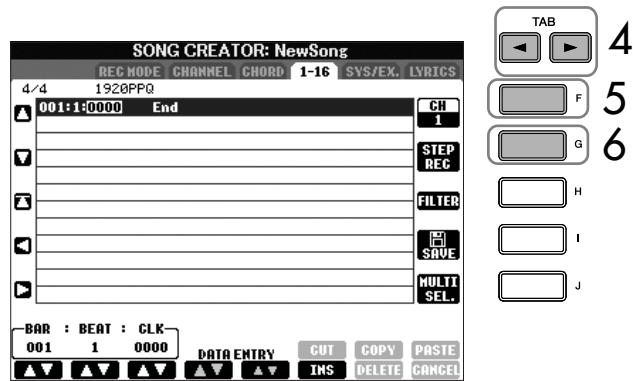 TAB
4
SONG CREATOR: NewSong
REC MODE CHANNEL CHORD 1-16 SYS/EX. LYRICS
4/4 1920PPQ
001:1:0000 End
CH
1
F 5
STEP
REC
G 6
FILTER
H
SAVE
I
MULTI
SEL.
J
BAR : BEAT : CLK
001 1 0000
DATA ENTRY
CUT COPY PASTE
INS DELETE CANCEL